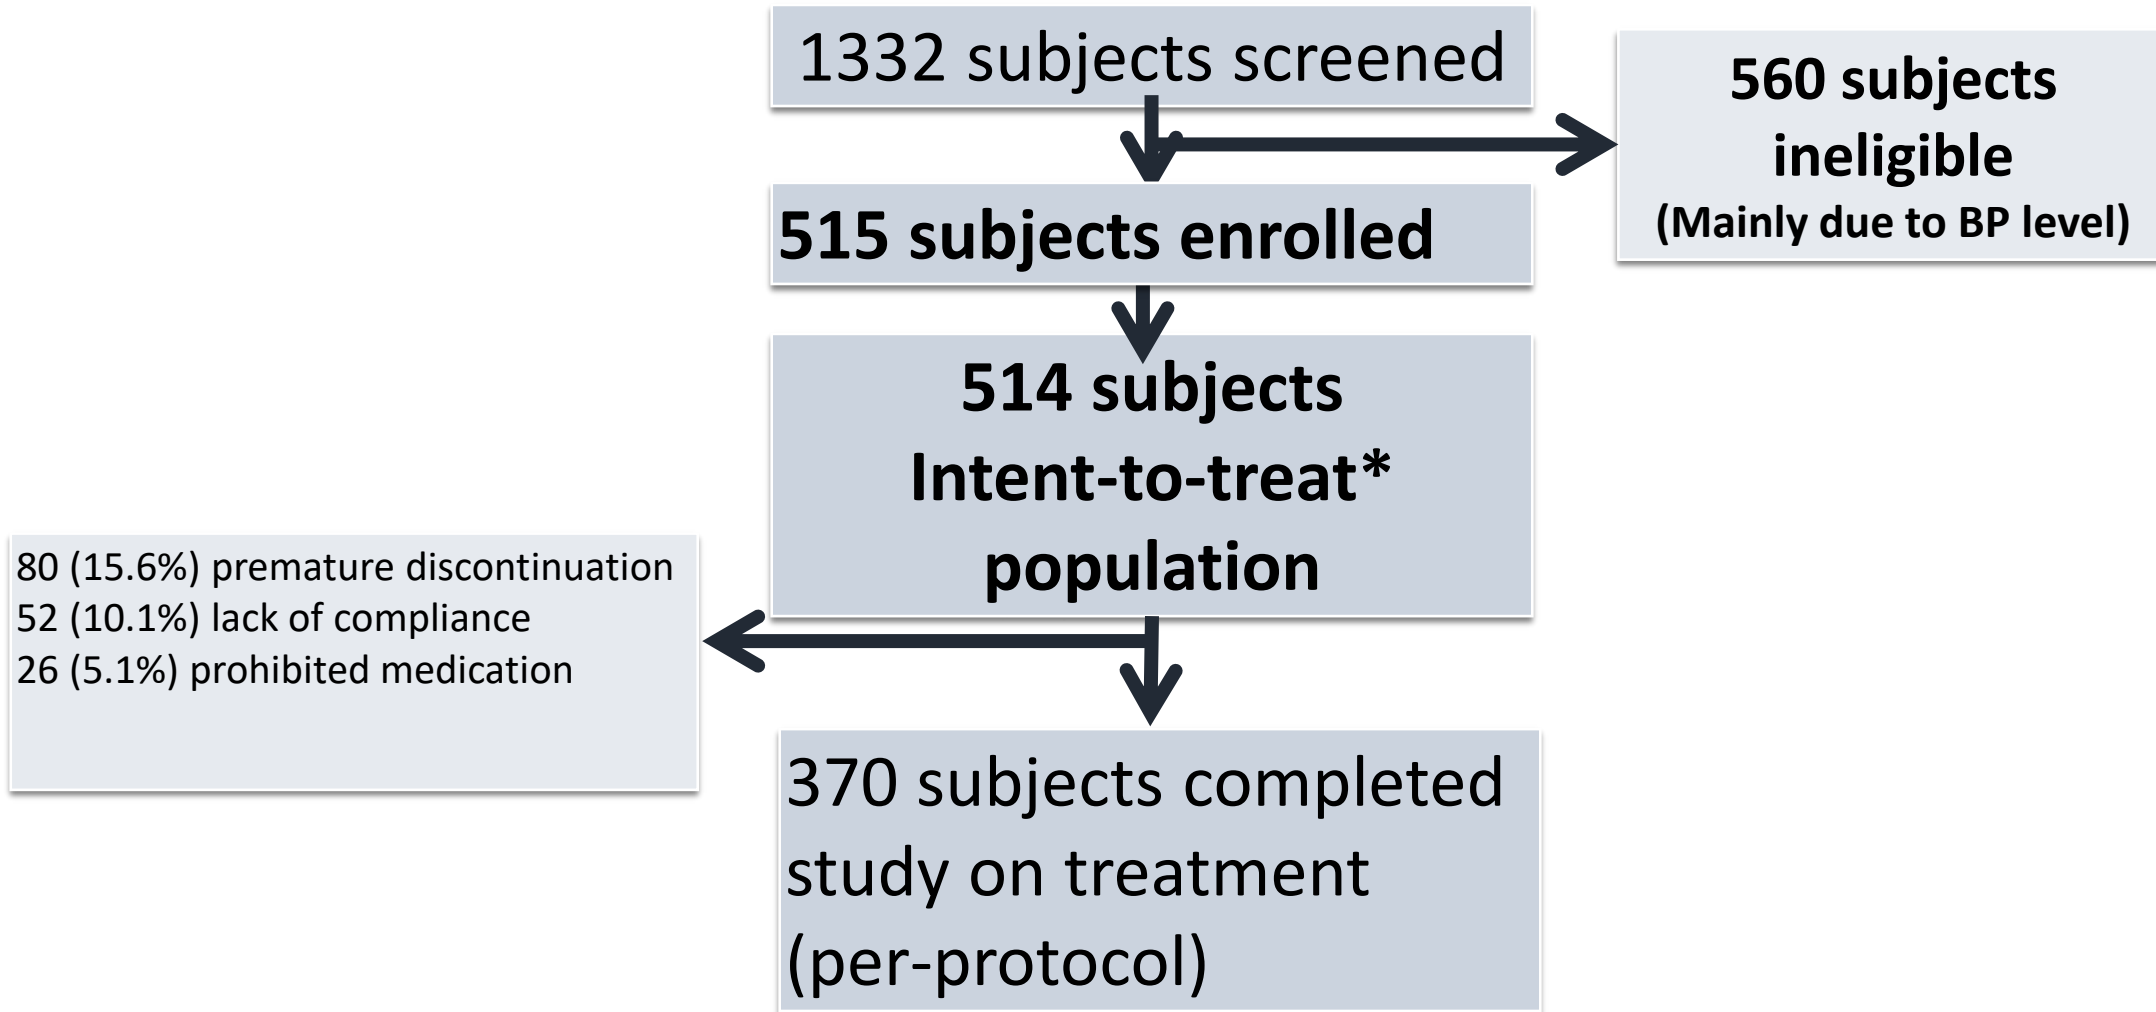 1332 subjects screened
560 subjects
ineligible
(Mainly due to BP level)
515 subjects enrolled
514 subjects
Intent-to-treat*
population
80 (15.6%) premature discontinuation
52 (10.1%) lack of compliance
26 (5.1%) prohibited medication
370 subjects completed
study on treatment
(per-protocol)